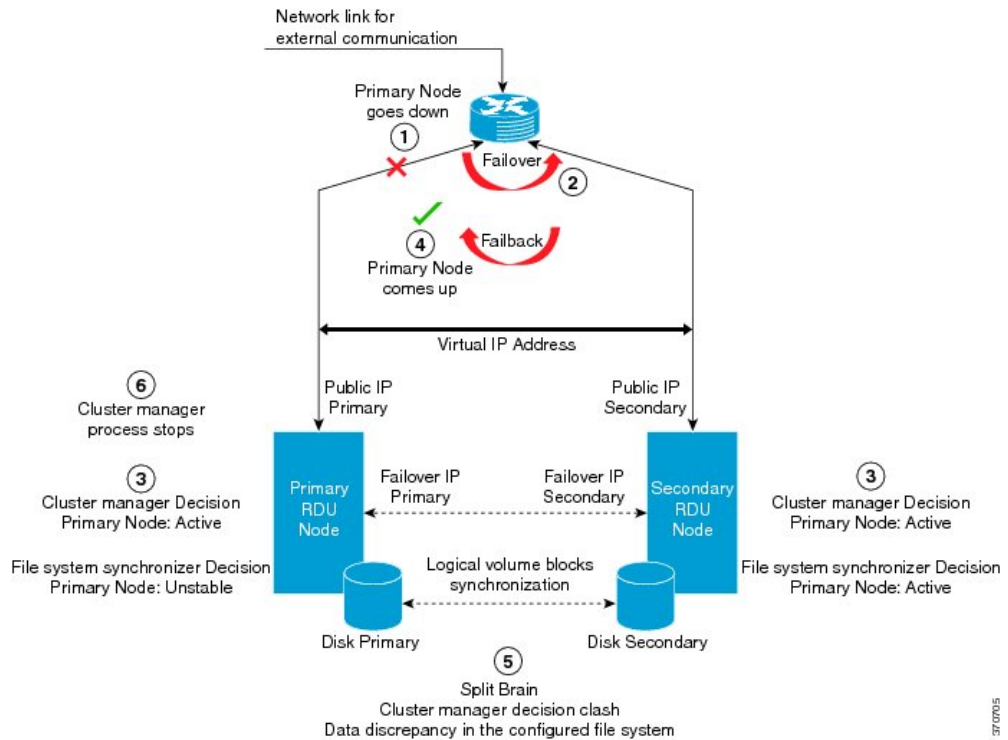 Network link for
external communication
Primary Node
goes down
1
Failover
2
4
Failback
Primary Node
comes up
Virtual IP Address
6
Cluster manager
process stops
Public IP
Primary
Public IP
Secondary
3
Cluster manager Decision
Primary Node: Active
File system synchronizer Decision
Primary Node: Unstable
Primary
RDU
Node
Failover IP
Primary
Failover IP
Secondary
Secondary
RDU
Node
3
Cluster manager Decision
Primary Node: Active
File system synchronizer Decision
Primary Node: Active
Logical volume blocks
synchronization
Disk Primary
Disk Secondary
5
Split Brain
Cluster manager decision clash
Data discrepancy in the configured file system
370705